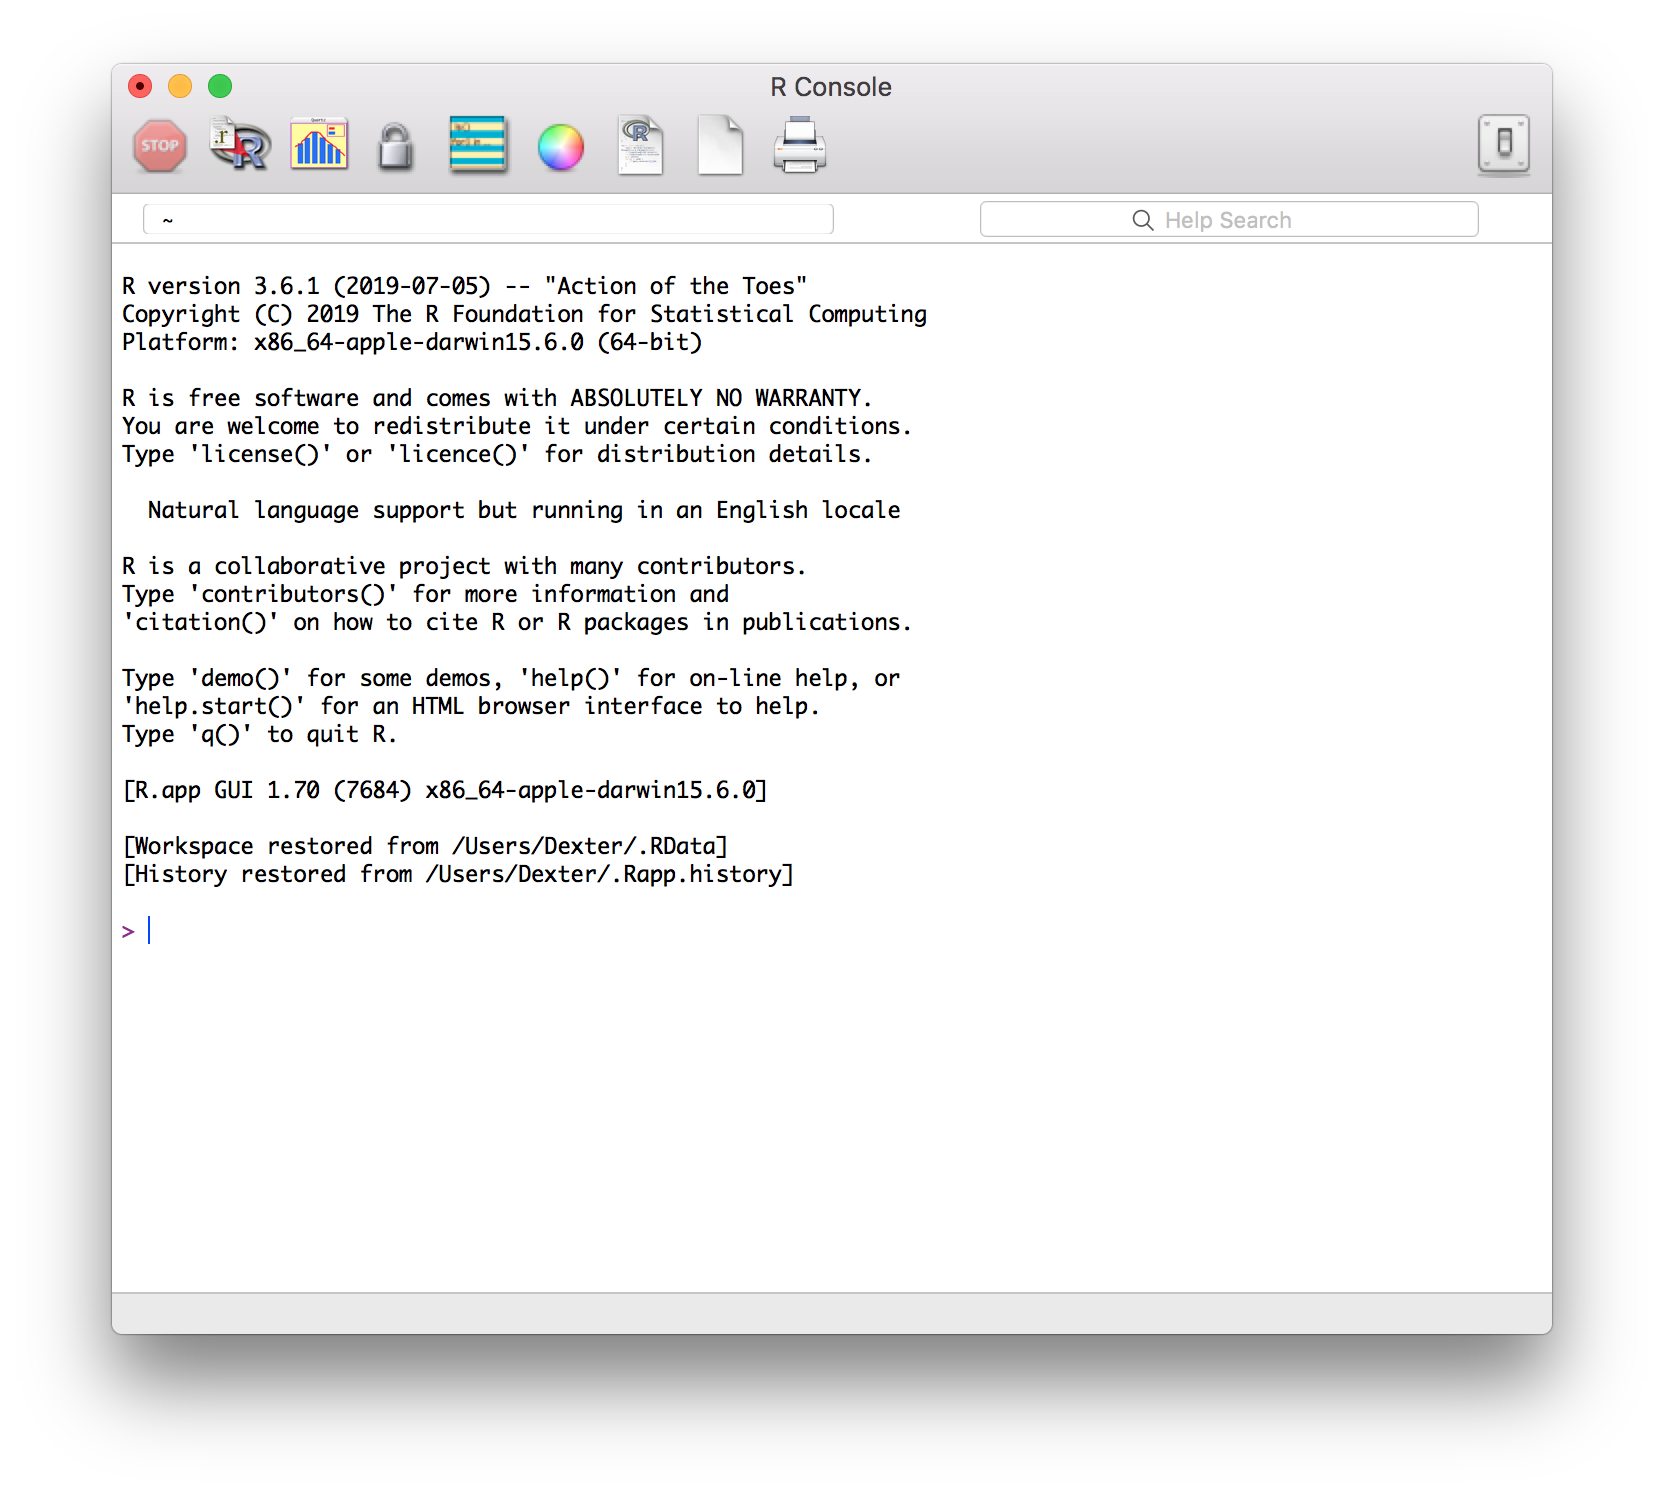 R Console
STOP
r R
Quartz
R
~
Help Search
R version 3.6.1 (2019-07-05) -- "Action of the Toes"
Copyright (C) 2019 The R Foundation for Statistical Computing
Platform: x86_64-apple-darwin15.6.0 (64-bit)
R is free software and comes with ABSOLUTELY NO WARRANTY.
You are welcome to redistribute it under certain conditions.
Type 'license()' or 'licence()' for distribution details.
Natural language support but running in an English locale
R is a collaborative project with many contributors.
Type 'contributors()' for more information and
'citation()' on how to cite R or R packages in publications.
Type 'demo()' for some demos, 'help()' for on-line help, or
'help.start()' for an HTML browser interface to help.
Type 'q()' to quit R.
[R.app GUI 1.70 (7684) x86_64-apple-darwin15.6.0]
[Workspace restored from /Users/Dexter/.RData]
[History restored from /Users/Dexter/.Rapp.history]
>